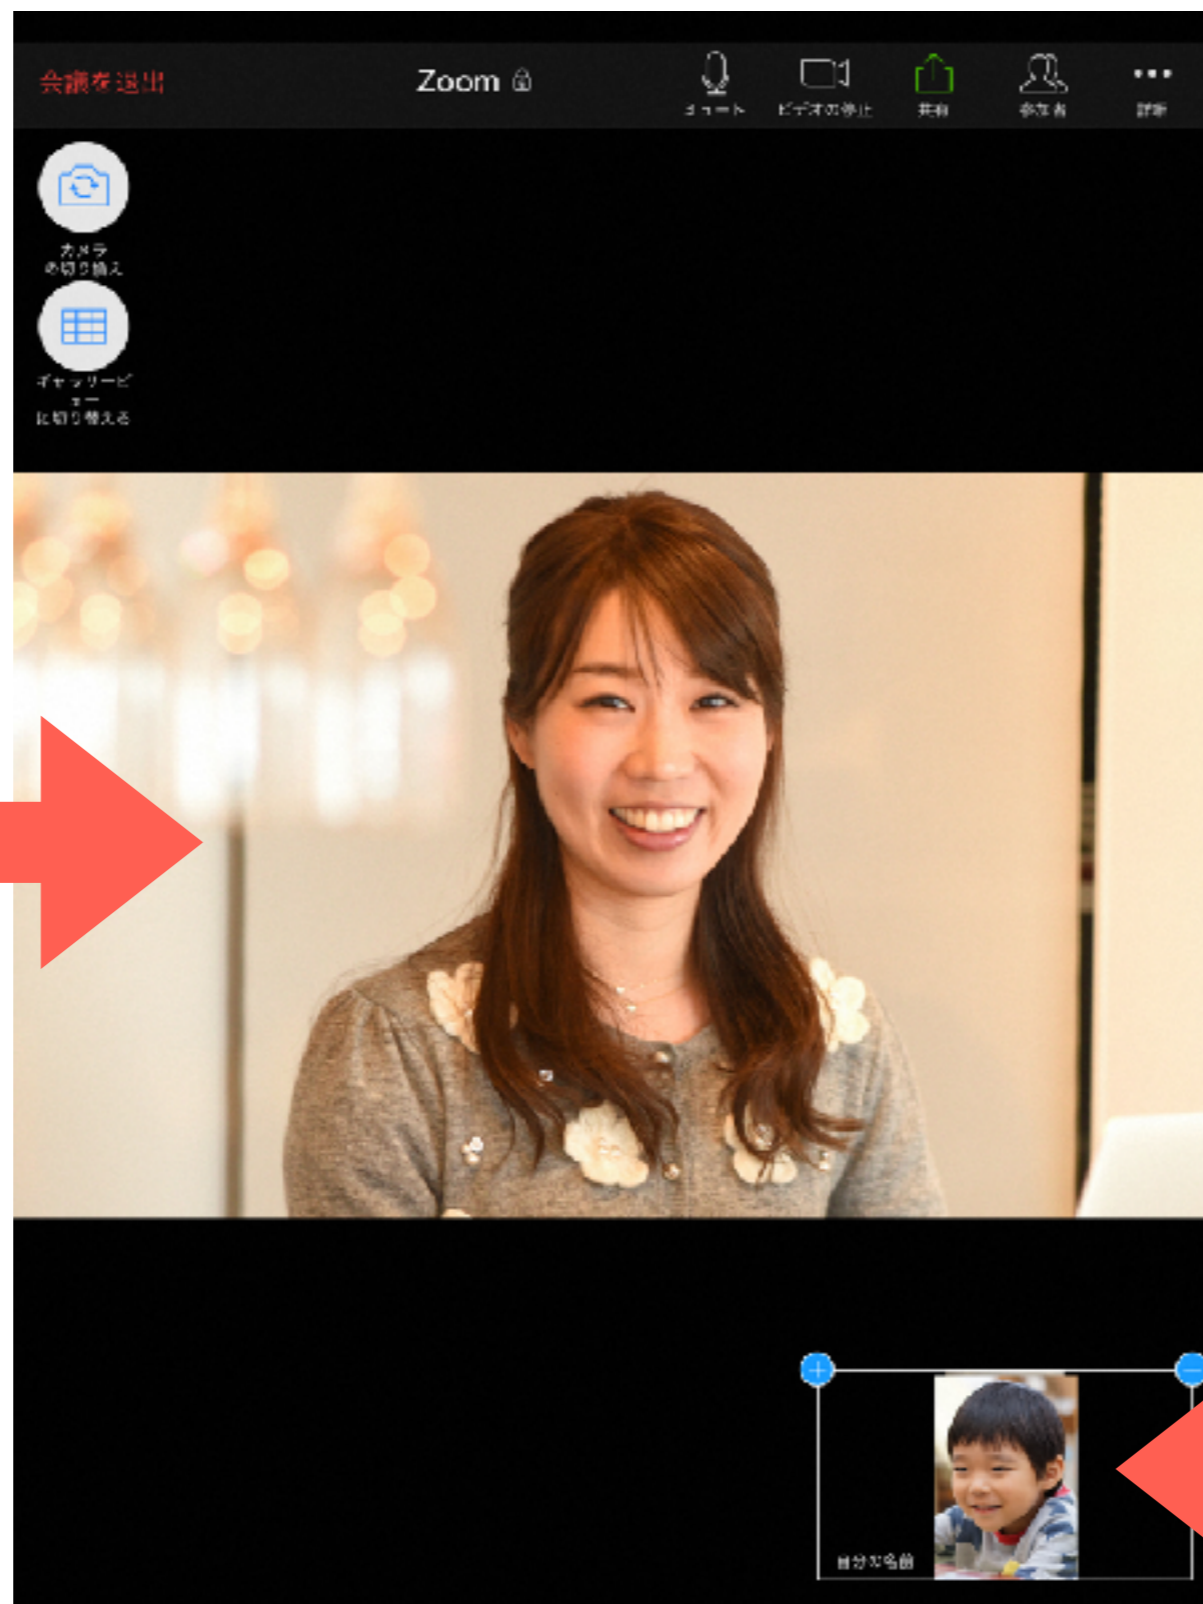 会議を退出
Zoom
ミュート
ビデオの停止
共有
参加者
詳細
カメラ
の切り換え
ギャラリービ
ュー
に切り替える
自分の名前